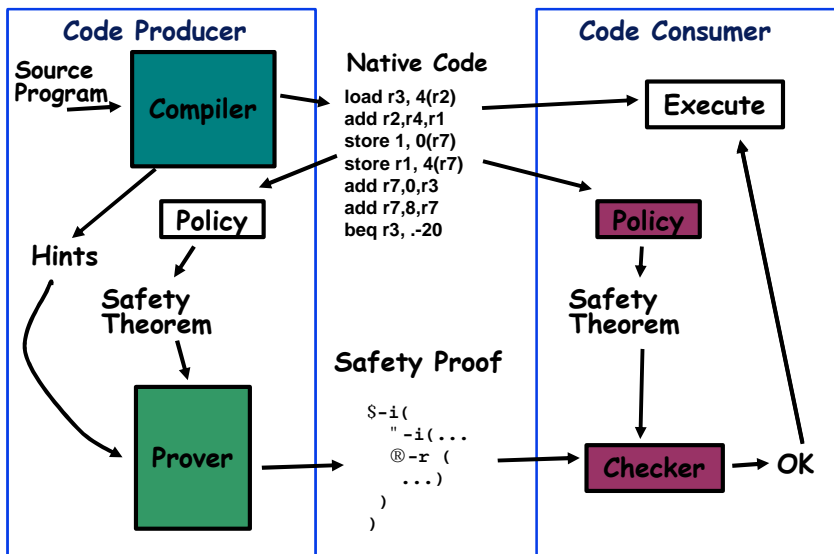 Code Producer
Source
Program
Compiler
Policy
Hints
Safety
Theorem
Prover
Native Code
load r3, 4(r2)
add r2,r4,r1
store 1, 0(r7)
store r1, 4(r7)
add r7,0,r3
add r7,8,r7
beq r3, .-20
Safety Proof
$-i(
"-i(...
®-r (
...)
)
)
Code Consumer
Execute
Policy
Safety
Theorem
Checker
OK